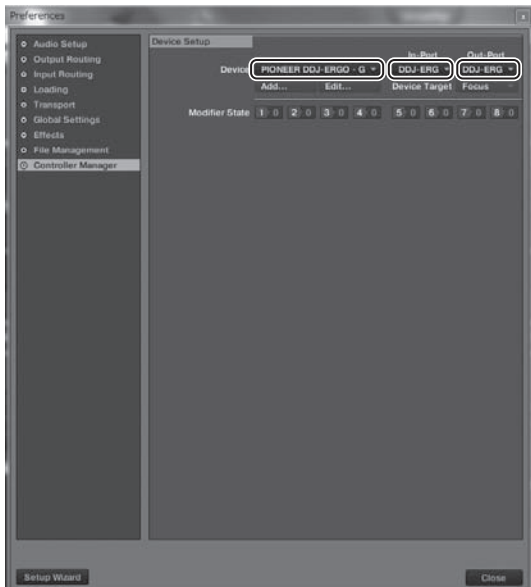 Preferences
Audio Setup
Output Routing
Input Routing
Loading
Transport
Global Settings
Effects
File Management
Controller Manager
Device Setup
In-Port Out-Port
Device PIONEER DDJ-ERGO - G DDJ-ERG DDJ-ERG
Add... Edit... Device Target Focus
Modifier State 1 0 2 0 3 0 4 0 5 0 6 0 7 0 8 0
Setup Wizard Close